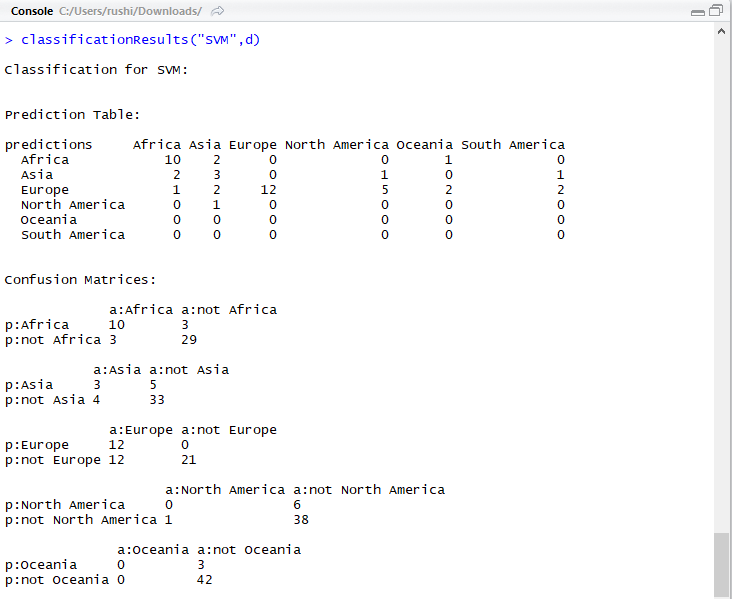 Console C:/Users/rushi/Downloads/
> classificationResults("SVM",d)
Classification for SVM:
Prediction Table:
predictions Africa Asia Europe North America Oceania South America
Africa 10 2 0 0 1 0
Asia 2 3 0 1 0 1
Europe 1 2 12 5 2 2
North America 0 1 0 0 0 0
Oceania 0 0 0 0 0 0
South America 0 0 0 0 0 0
Confusion Matrices:
a:Africa a:not Africa
p:Africa 10 3
p:not Africa 3 29
a:Asia a:not Asia
p:Asia 3 5
p:not Asia 4 33
a:Europe a:not Europe
p:Europe 12 0
p:not Europe 12 21
a:North America a:not North America
p:North America 0 6
p:not North America 1 38
a:Oceania a:not Oceania
p:Oceania 0 3
p:not Oceania 0 42